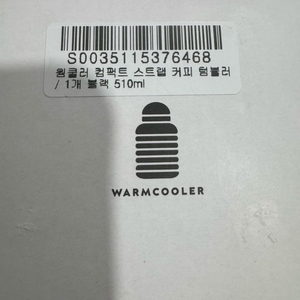 S0035115376468
웜쿨러 컴팩트 스트랩 커피 텀블러
/ 1개 블랙 510ml
WARMCOOLER